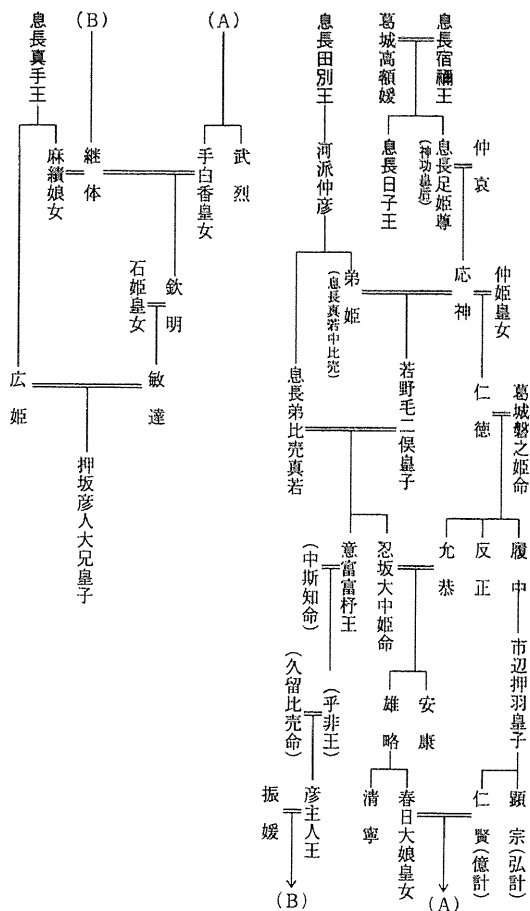 息長宿禰王
葛城高額媛
息長田別王
仲哀
息長足姫尊
(神功皇后)
息長日子王
河派仲彦
仲姫皇女
応神
弟姫
(息長真若中比売)
葛城磐之姫命
仁徳
若野毛二俣皇子
息長弟比売真若
履中
反正
允恭
忍坂大中姫命
意富富杼王
(中斯知命)
市辺押羽皇子
安康
雄略
(乎非王)
(久留比売命)
顕宗(弘計)
仁賢(億計)
春日大娘皇女
清寧
彦主人王
振媛
(A)
(B)
(A)
(B)
息長真手王
武烈
手白香皇女
継体
麻績娘女
欽明
石姫皇女
敏達
広姫
押坂彦人大兄皇子